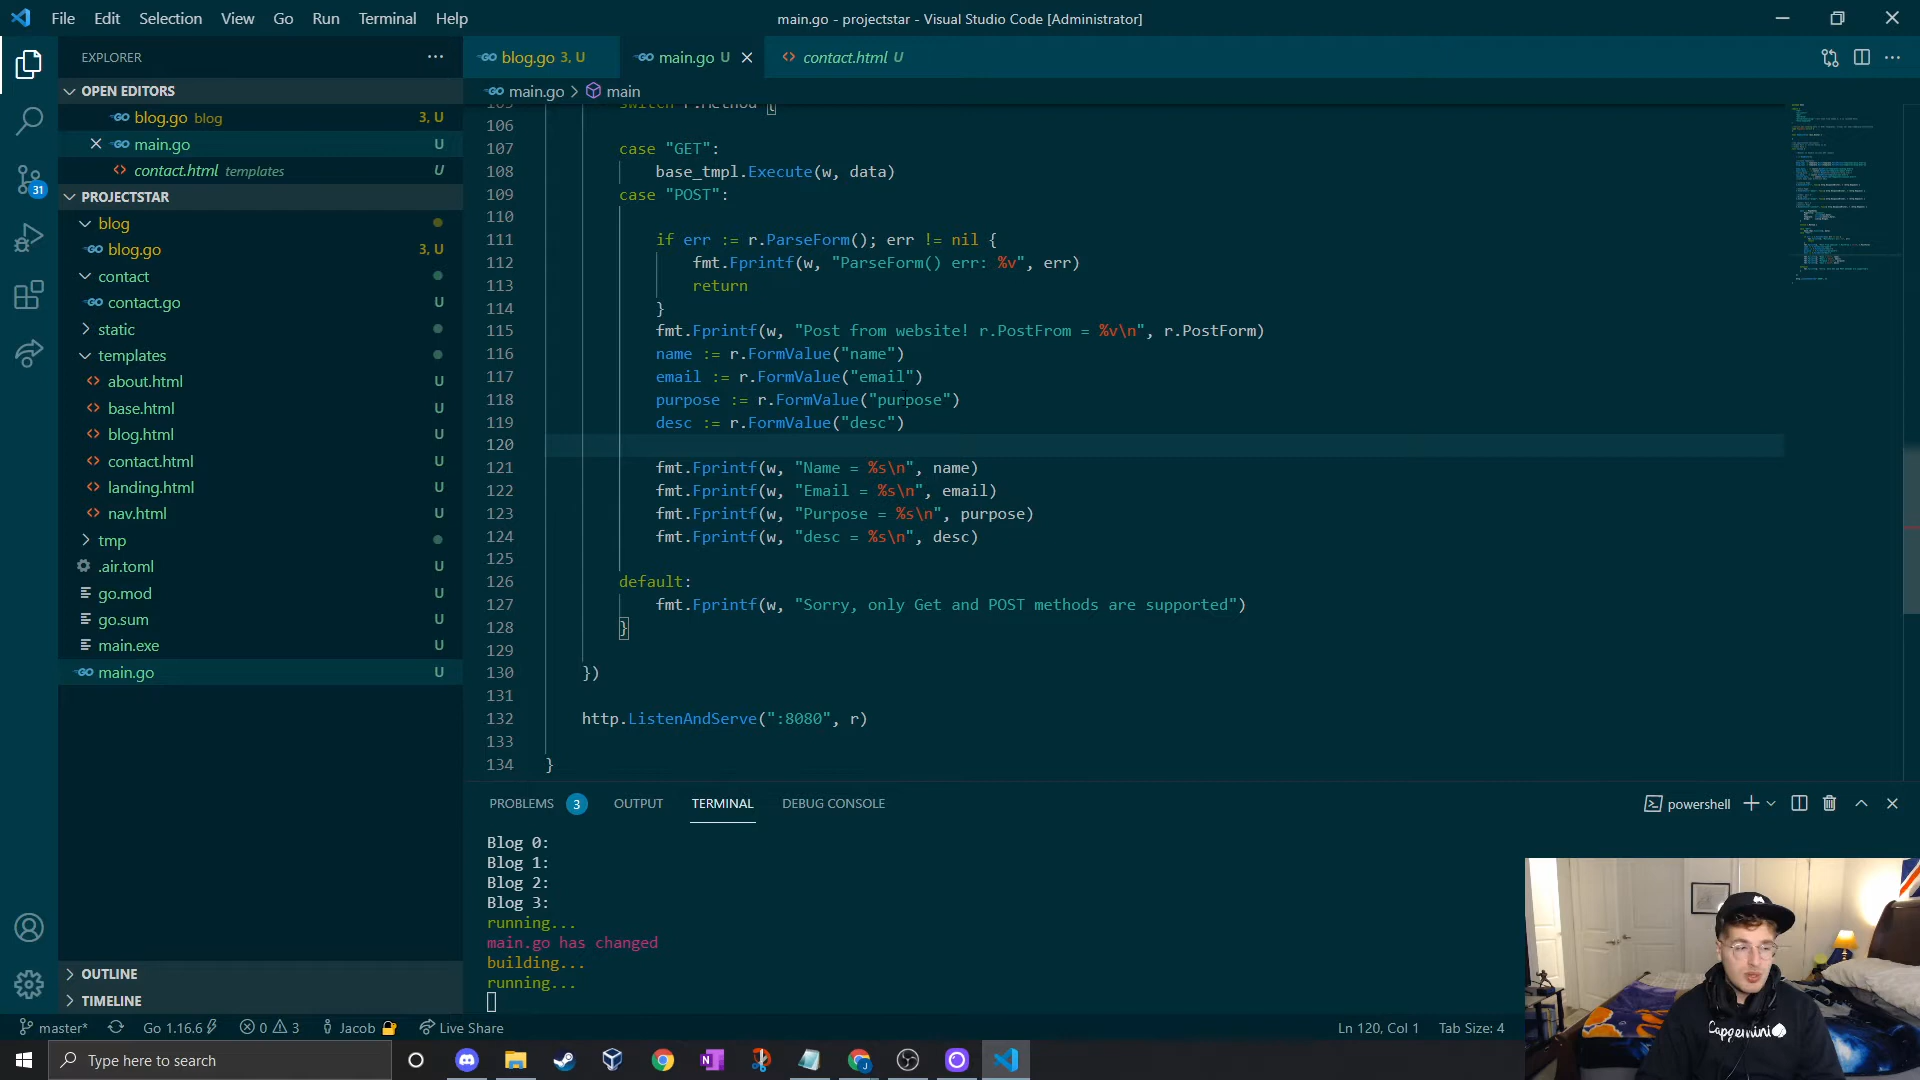 File Edit Selection View Go Run Terminal Help
main.go - projectstar - Visual Studio Code [Administrator]
EXPLORER
blog.go 3, U
main.go U
contact.html U
OPEN EDITORS
main.go > main
blog.go blog 3, U
main.go U
contact.html templates U
PROJECTSTAR
blog
blog.go 3, U
contact
contact.go U
static
templates
about.html U
base.html U
blog.html U
contact.html U
landing.html U
nav.html U
tmp
.air.toml U
go.mod U
go.sum U
main.exe U
main.go U
OUTLINE
TIMELINE
31
105 switch r.Method {
106
107 case "GET":
108 base_tmpl.Execute(w, data)
109 case "POST":
110
111 if err := r.ParseForm(); err != nil {
112 fmt.Fprintf(w, "ParseForm() err: %v", err)
113 return
114 }
115 fmt.Fprintf(w, "Post from website! r.PostFrom = %v\n", r.PostForm)
116 name := r.FormValue("name")
117 email := r.FormValue("email")
118 purpose := r.FormValue("purpose")
119 desc := r.FormValue("desc")
120
121 fmt.Fprintf(w, "Name = %s\n", name)
122 fmt.Fprintf(w, "Email = %s\n", email)
123 fmt.Fprintf(w, "Purpose = %s\n", purpose)
124 fmt.Fprintf(w, "desc = %s\n", desc)
125
126 default:
127 fmt.Fprintf(w, "Sorry, only Get and POST methods are supported")
128 }
129
130 })
131
132 http.ListenAndServe(":8080", r)
133
134 }
PROBLEMS 3 OUTPUT TERMINAL DEBUG CONSOLE
powershell
Blog 0:
Blog 1:
Blog 2:
Blog 3:
running...
main.go has changed
building...
running...
Capgemini
master* Go 1.16.6 0 3 Jacob Live Share
Ln 120, Col 1 Tab Size: 4
Type here to search